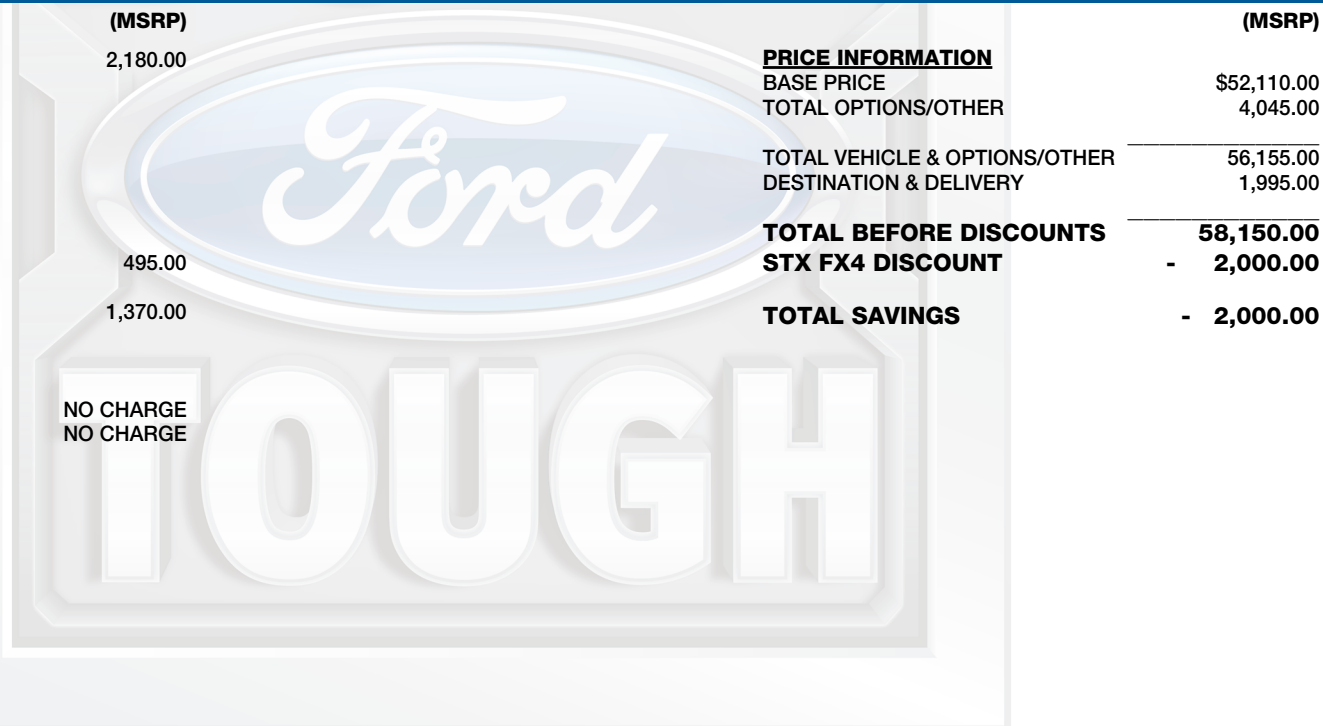 (MSRP)
2,180.00
495.00
1,370.00
NO CHARGE
NO CHARGE
(MSRP)
PRICE INFORMATION
BASE PRICE $52,110.00
TOTAL OPTIONS/OTHER 4,045.00
TOTAL VEHICLE & OPTIONS/OTHER 56,155.00
DESTINATION & DELIVERY 1,995.00
TOTAL BEFORE DISCOUNTS 58,150.00
STX FX4 DISCOUNT - 2,000.00
TOTAL SAVINGS - 2,000.00
Ford
TOUGH